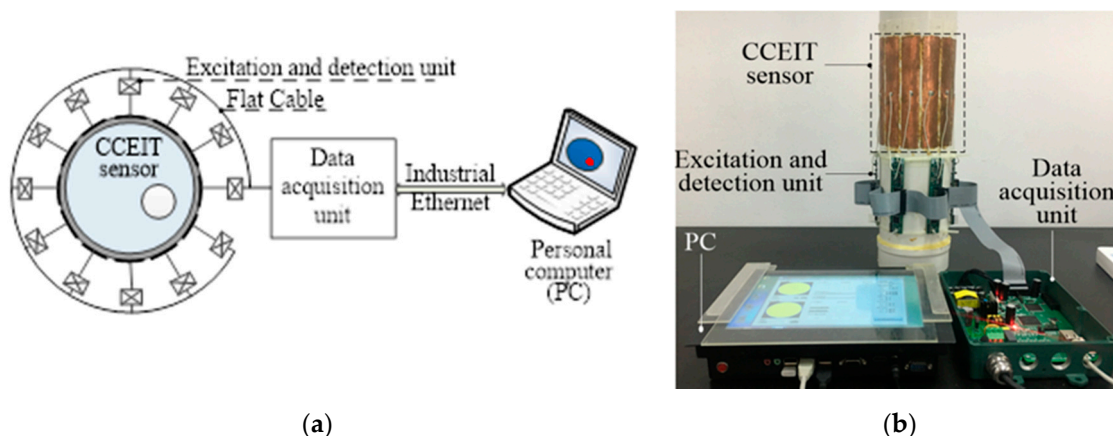 Excitation and detection unit
Flat Cable
CCEIT
sensor
Data
acquisition
unit
Industrial
Ethernet
Personal
computer
(PC)
(a)
CCEIT
sensor
Excitation and
detection unit
Data
acquisition
unit
PC
(b)